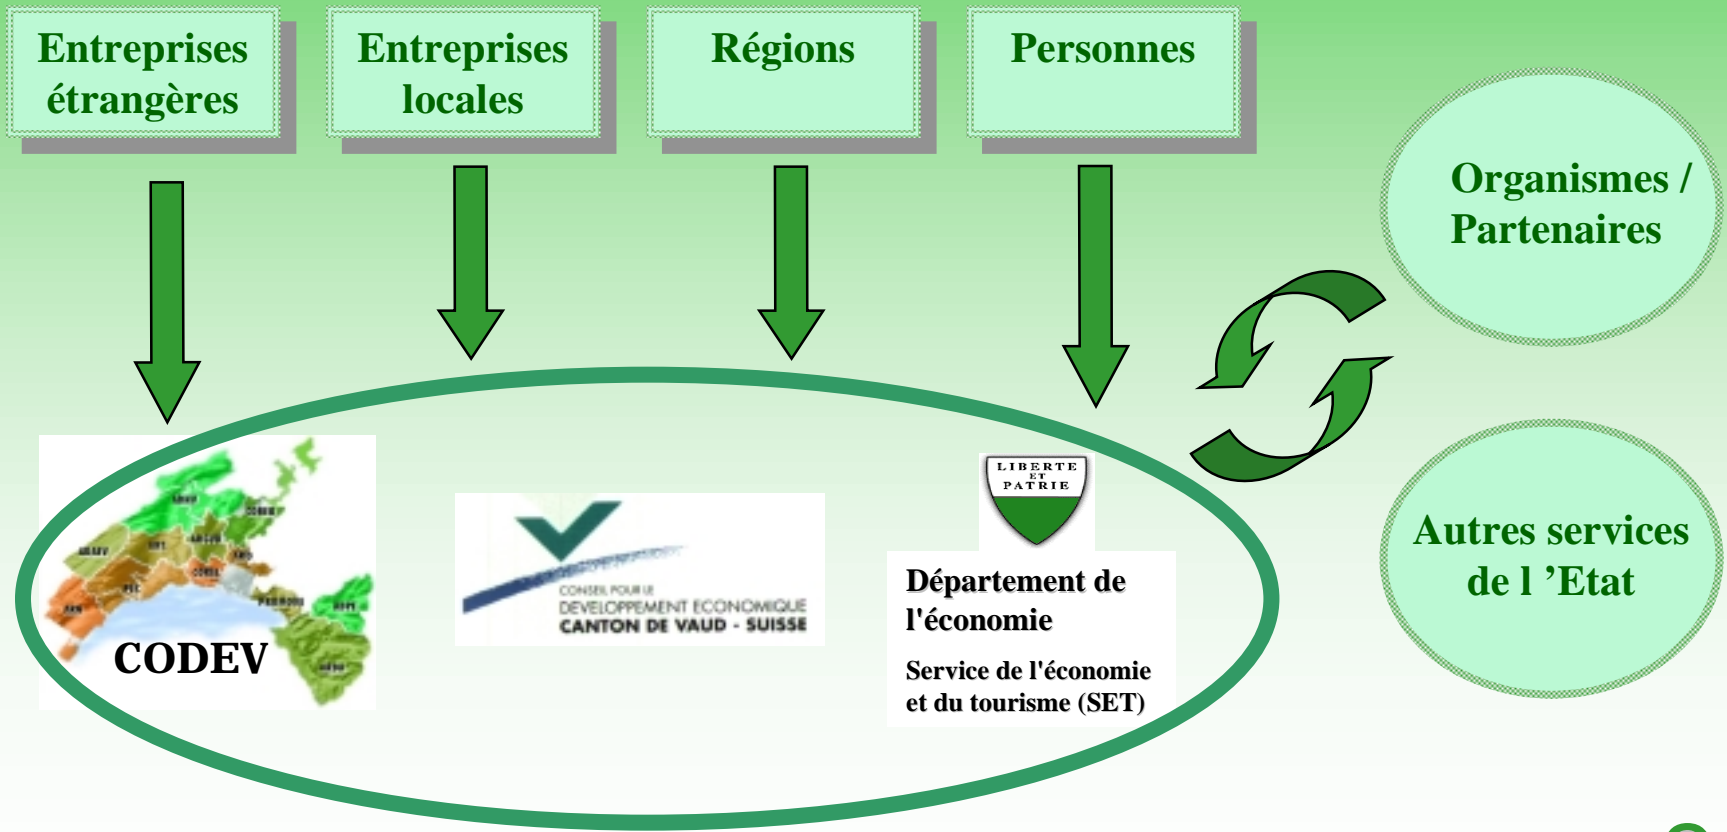 Entreprises
étrangères
Entreprises
locales
Régions
Personnes
Organismes /
Partenaires
LIBERTE
ET
PATRIE
CODEV
CONSEIL POUR LE
DEVELOPPEMENT ECONOMIQUE
CANTON DE VAUD - SUISSE
Département de
l'économie
Service de l'économie
et du tourisme (SET)
Autres services
de l ’Etat